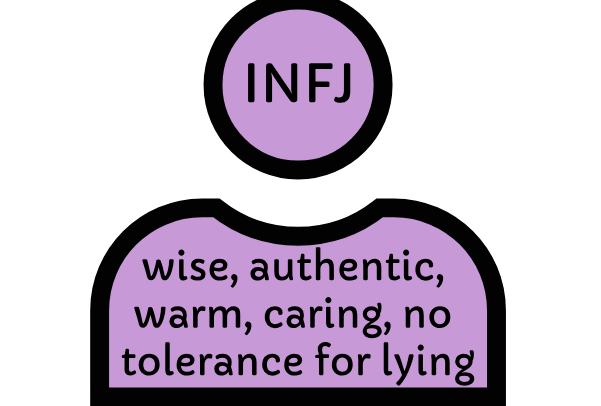 INFJ
wise, authentic,
warm, caring, no
tolerance for lying